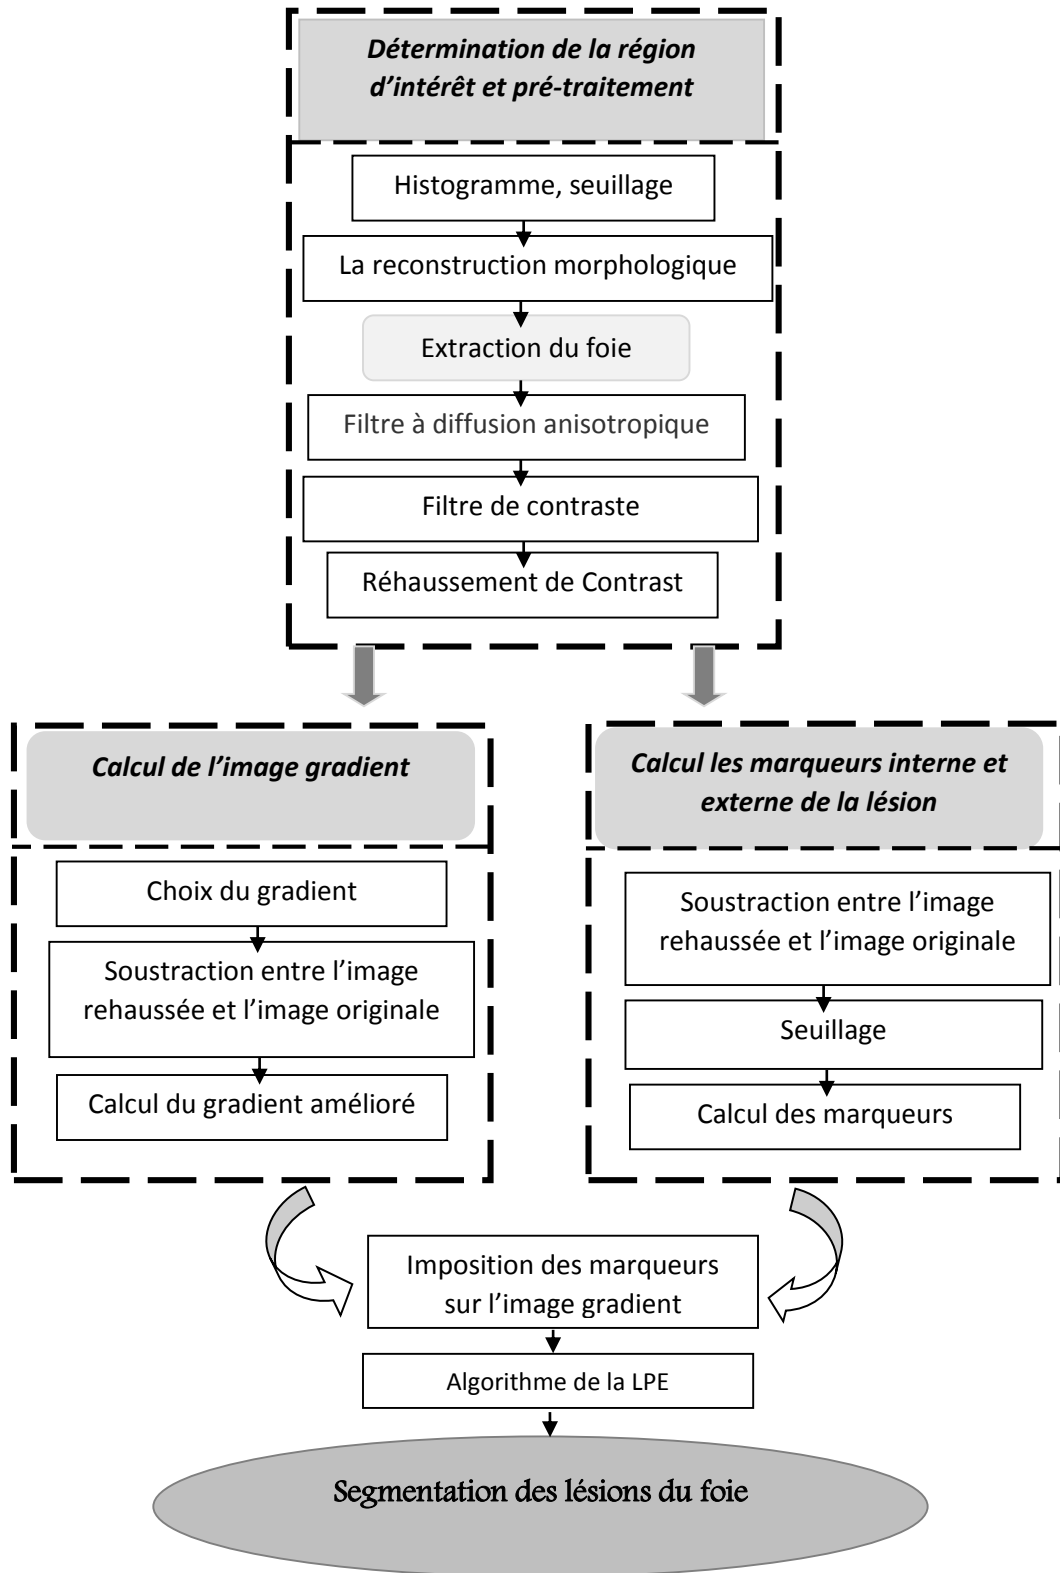 Détermination de la région
d’intérêt et pré-traitement
Histogramme, seuillage
La reconstruction morphologique
Extraction du foie
Filtre à diffusion anisotropique
Filtre de contraste
Réhaussement de Contrast
Calcul de l’image gradient
Choix du gradient
Soustraction entre l’image
rehaussée et l’image originale
Calcul du gradient amélioré
Calcul les marqueurs interne et
externe de la lésion
Soustraction entre l’image
rehaussée et l’image originale
Seuillage
Calcul des marqueurs
Imposition des marqueurs
sur l’image gradient
Algorithme de la LPE
Segmentation des lésions du foie